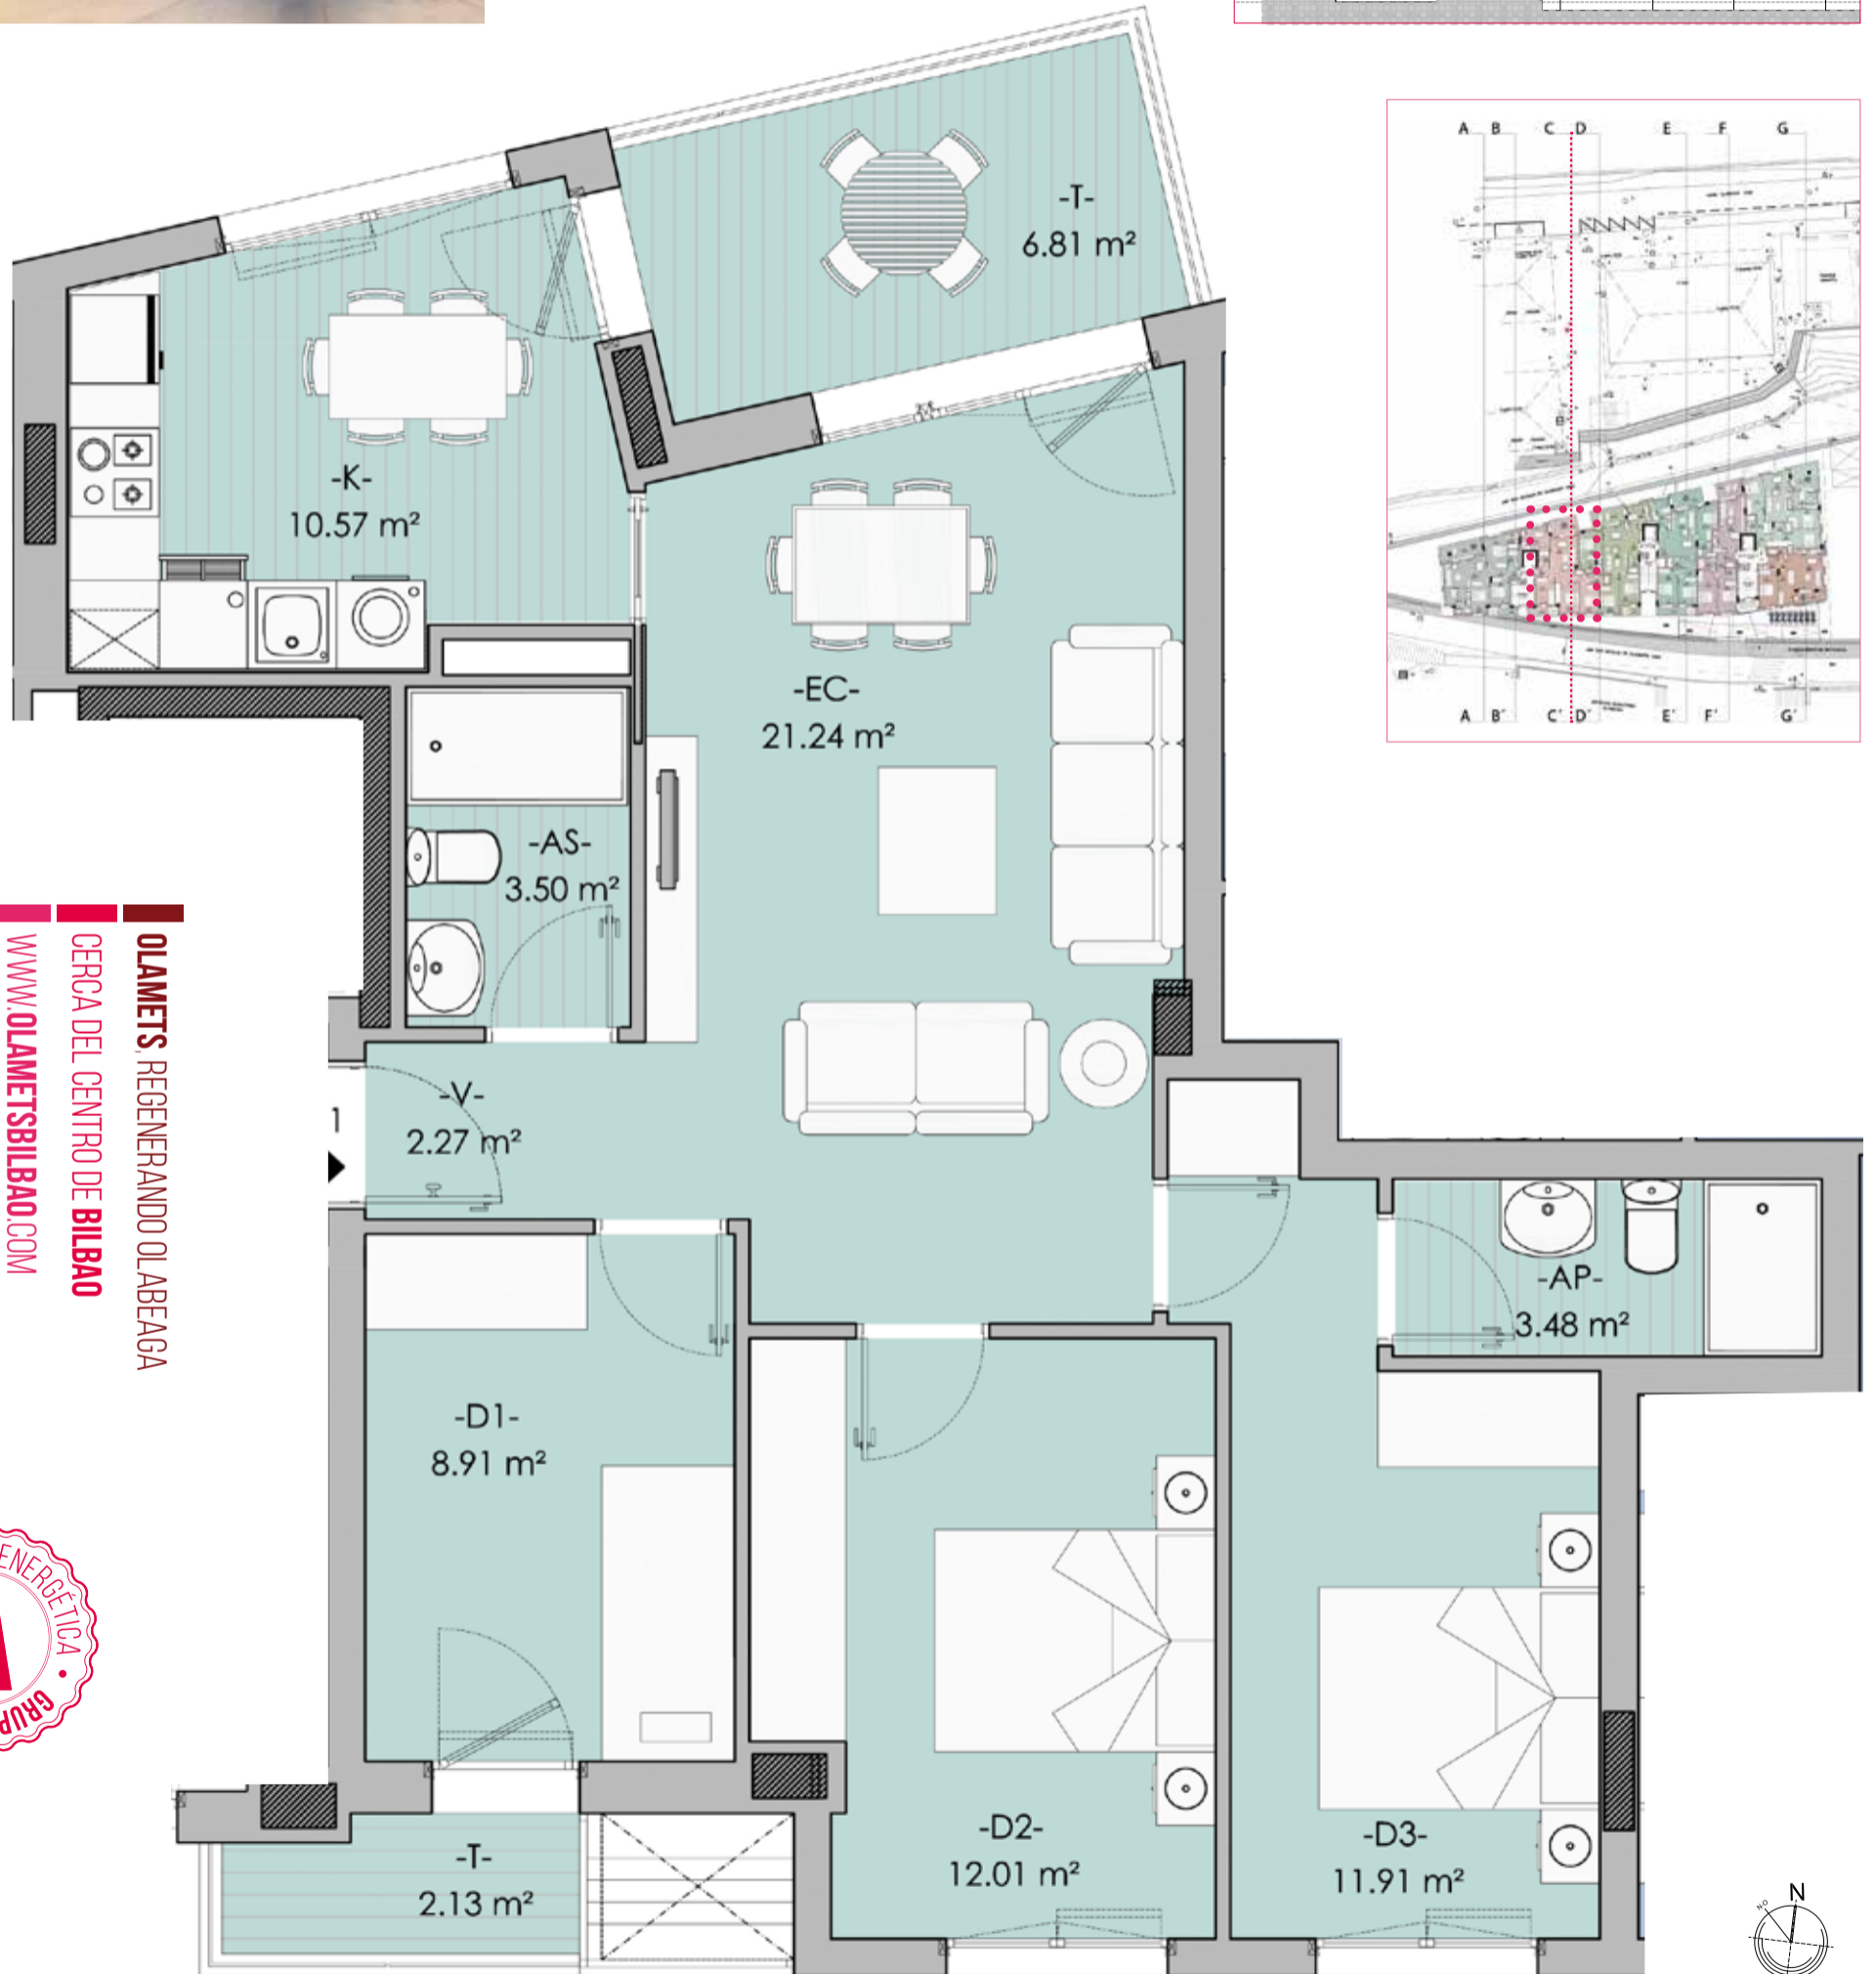 -T-
6.81 m²
-K-
10.57 m²
-EC-
21.24 m²
-AS-
3.50 m²
-V-
2.27 m²
1
-AP-
3.48 m²
-D1-
8.91 m²
-D2-
12.01 m²
-D3-
11.91 m²
-T-
2.13 m²
OLAMETS, REGENERANDO OLABEAGA
CERCA DEL CENTRO DE BILBAO
WWW.OLAMETSBILBAO.COM
ENERGÉTICA • GRUP
A B C D E F G
A B´ C´ D´ E´ F´ G´
N